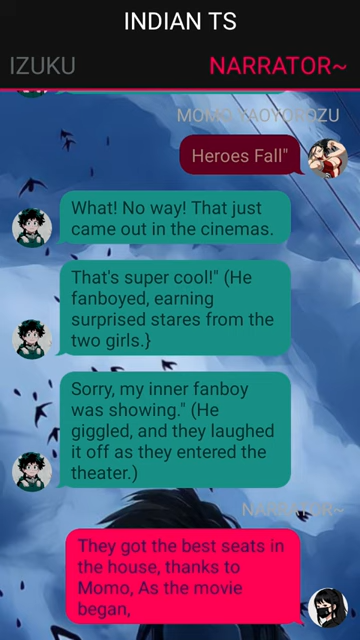 INDIAN TS
IZUKU
NARRATOR~
MOMO YAOYOROZU
Heroes Fall"
What! No way! That just
came out in the cinemas.
That's super cool!" (He
fanboyed, earning
surprised stares from the
two girls.}
Sorry, my inner fanboy
was showing." (He
giggled, and they laughed
it off as they entered the
theater.)
NARRATOR~
They got the best seats in
the house, thanks to
Momo, As the movie
began,